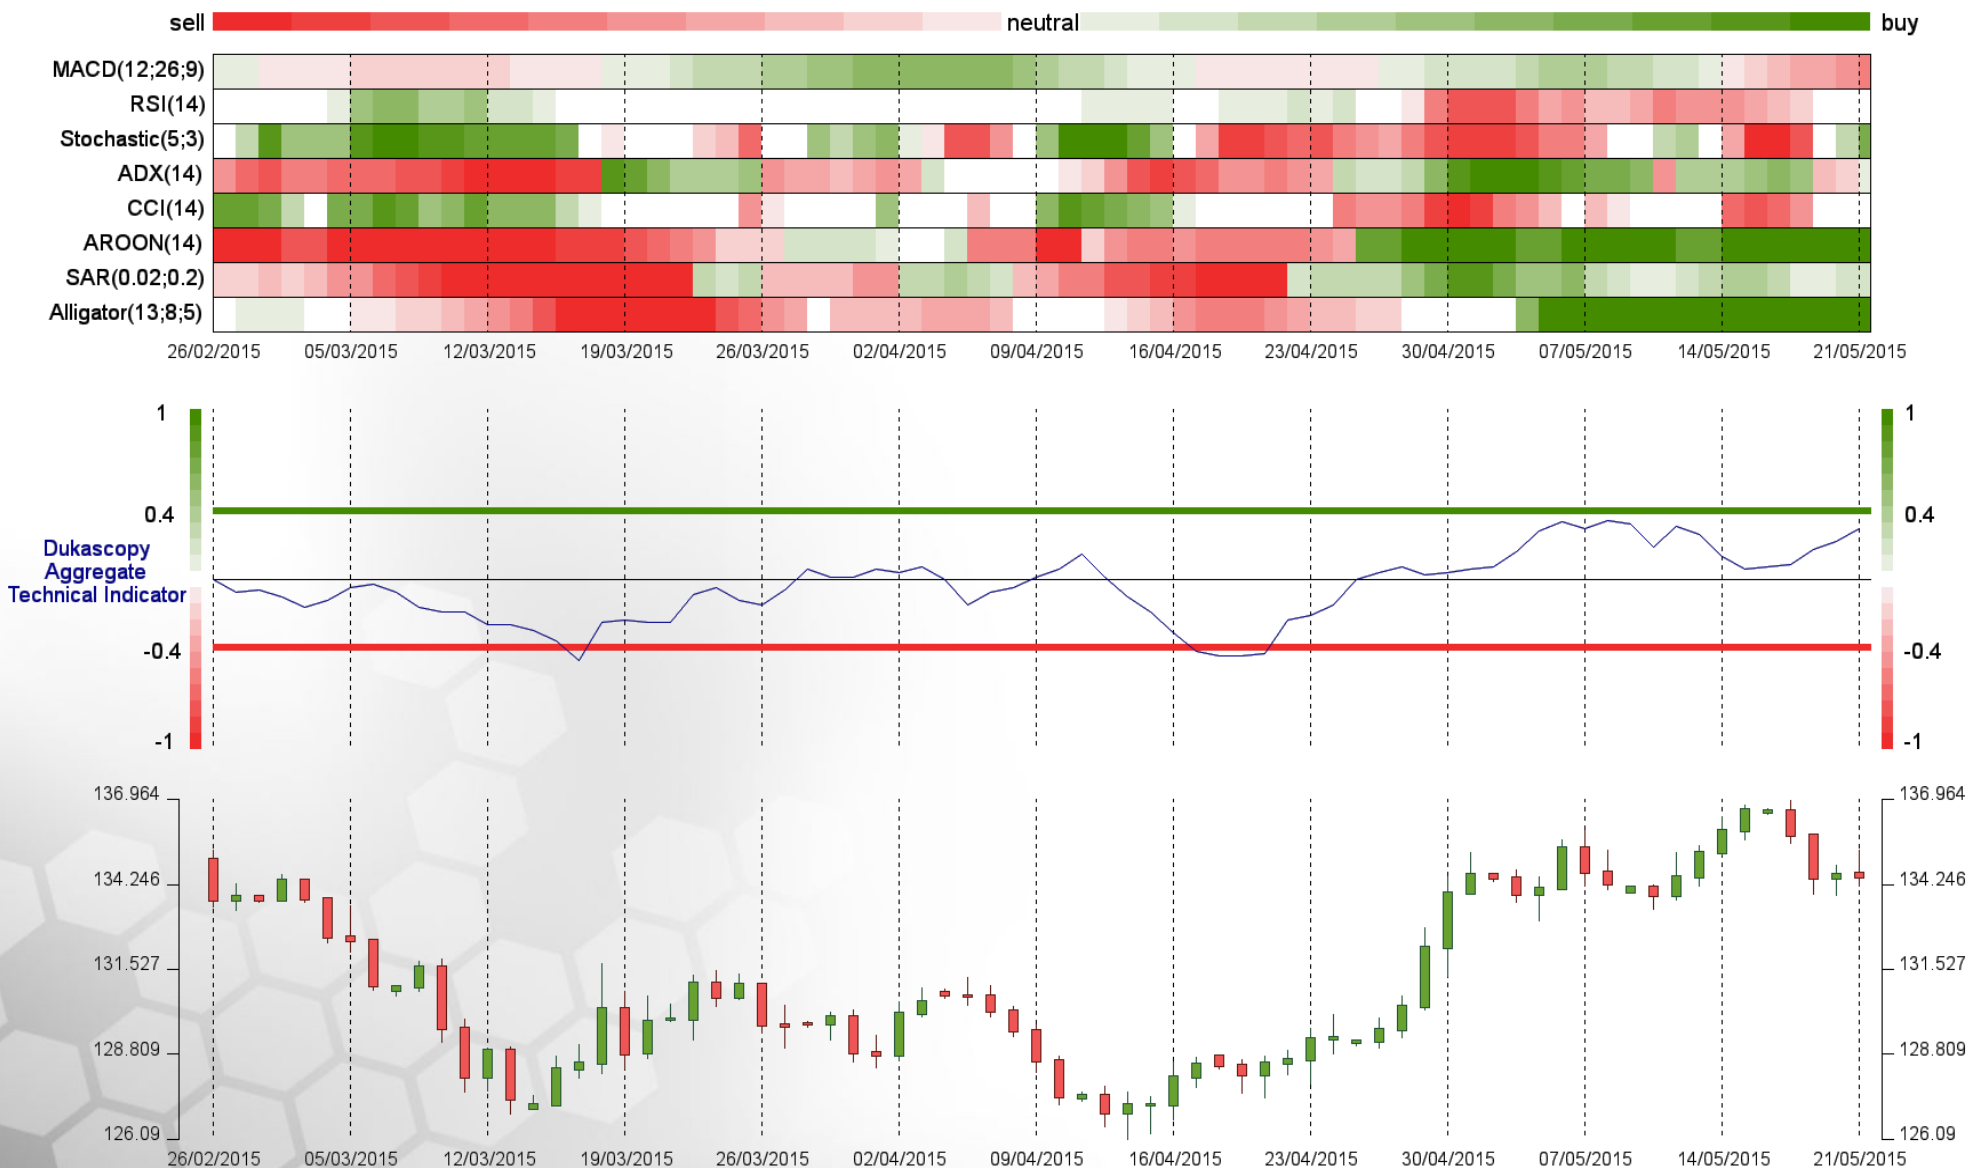 sell neutral buy
MACD(12;26;9)
RSI(14)
Stochastic(5;3)
ADX(14)
CCI(14)
AROON(14)
SAR(0.02;0.2)
Alligator(13;8;5)
26/02/2015 05/03/2015 12/03/2015 19/03/2015 26/03/2015 02/04/2015 09/04/2015 16/04/2015 23/04/2015 30/04/2015 07/05/2015 14/05/2015 21/05/2015
1 1
0.4 0.4
Dukascopy
Aggregate
Technical Indicator
-0.4 -0.4
-1 -1
136.964 136.964
134.246 134.246
131.527 131.527
128.809 128.809
126.09 126.09
26/02/2015 05/03/2015 12/03/2015 19/03/2015 26/03/2015 02/04/2015 09/04/2015 16/04/2015 23/04/2015 30/04/2015 07/05/2015 14/05/2015 21/05/2015